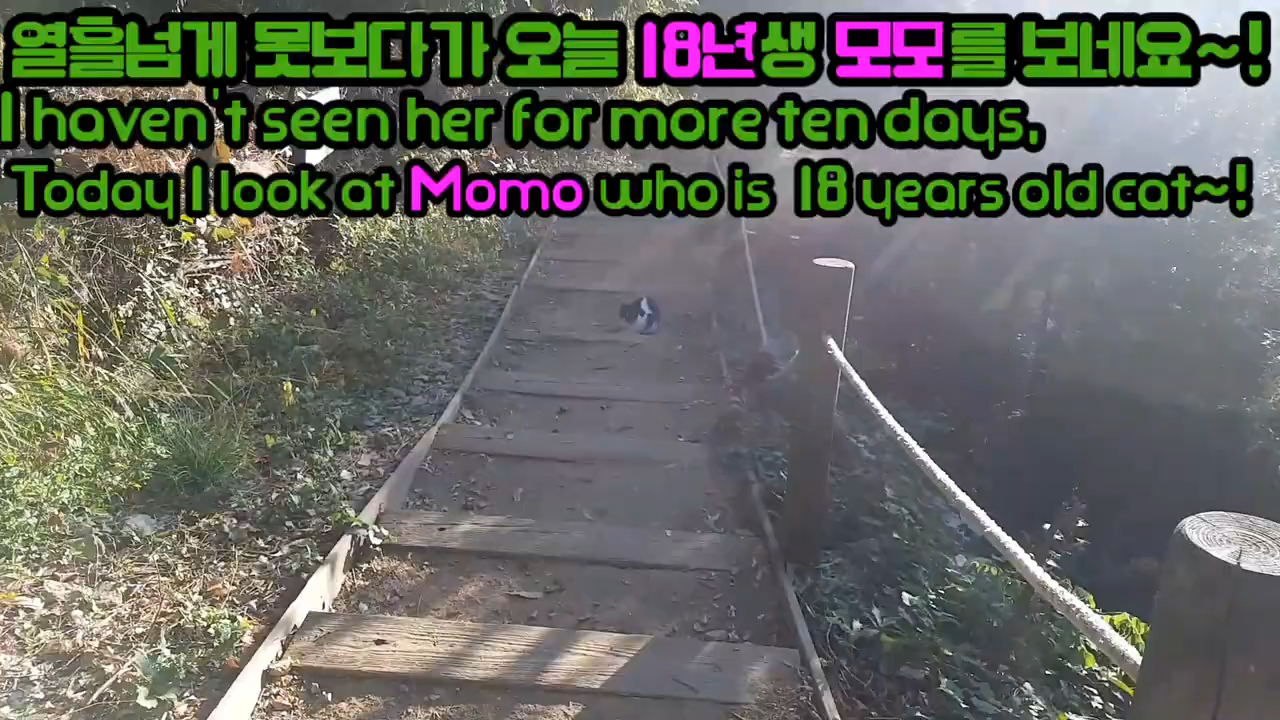 열흘넘게 못보다가 오늘 18년생 모모를 보네요~!
I haven't seen her for more ten days,
Today I look at Momo who is 18 years old cat~!